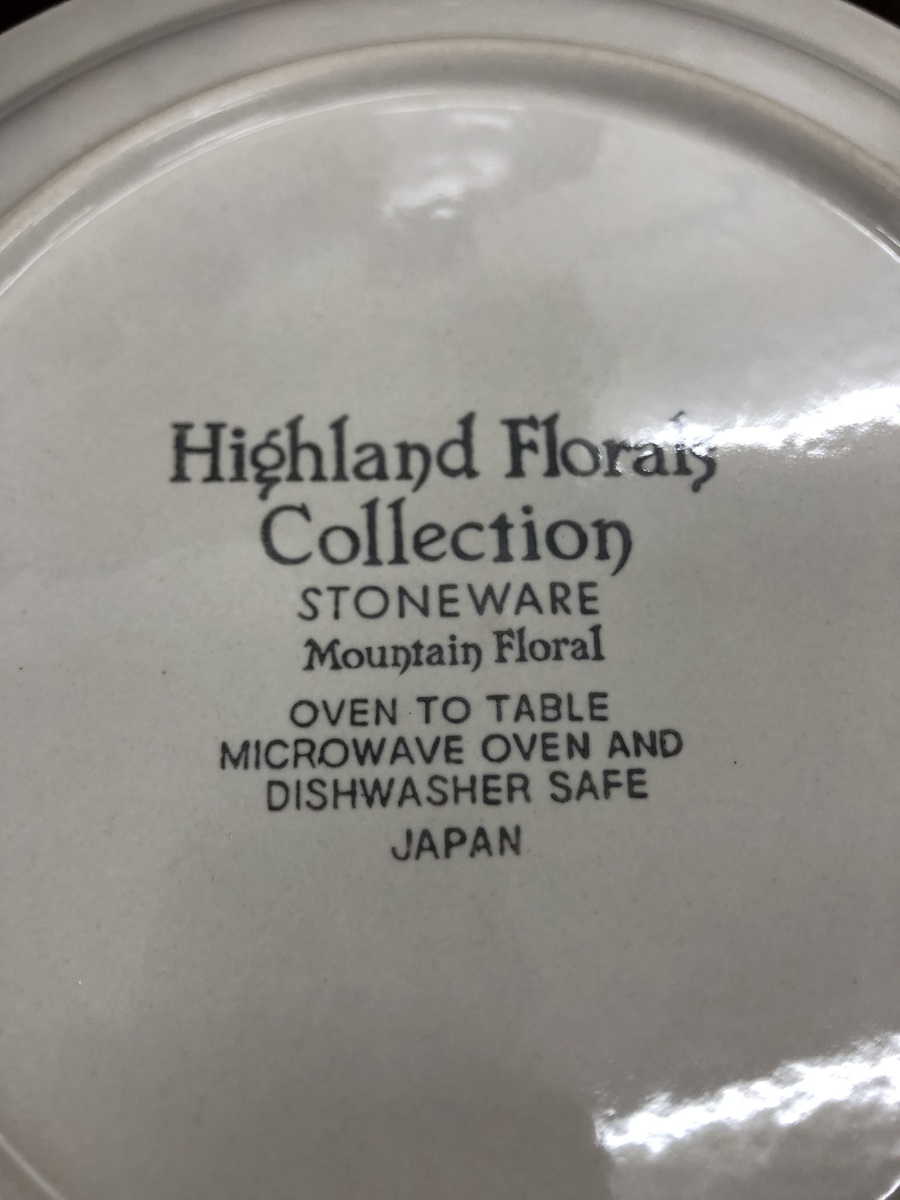 Highland Florals
Collection
STONEWARE
Mountain Floral
OVEN TO TABLE
MICROWAVE OVEN AND
DISHWASHER SAFE
JAPAN